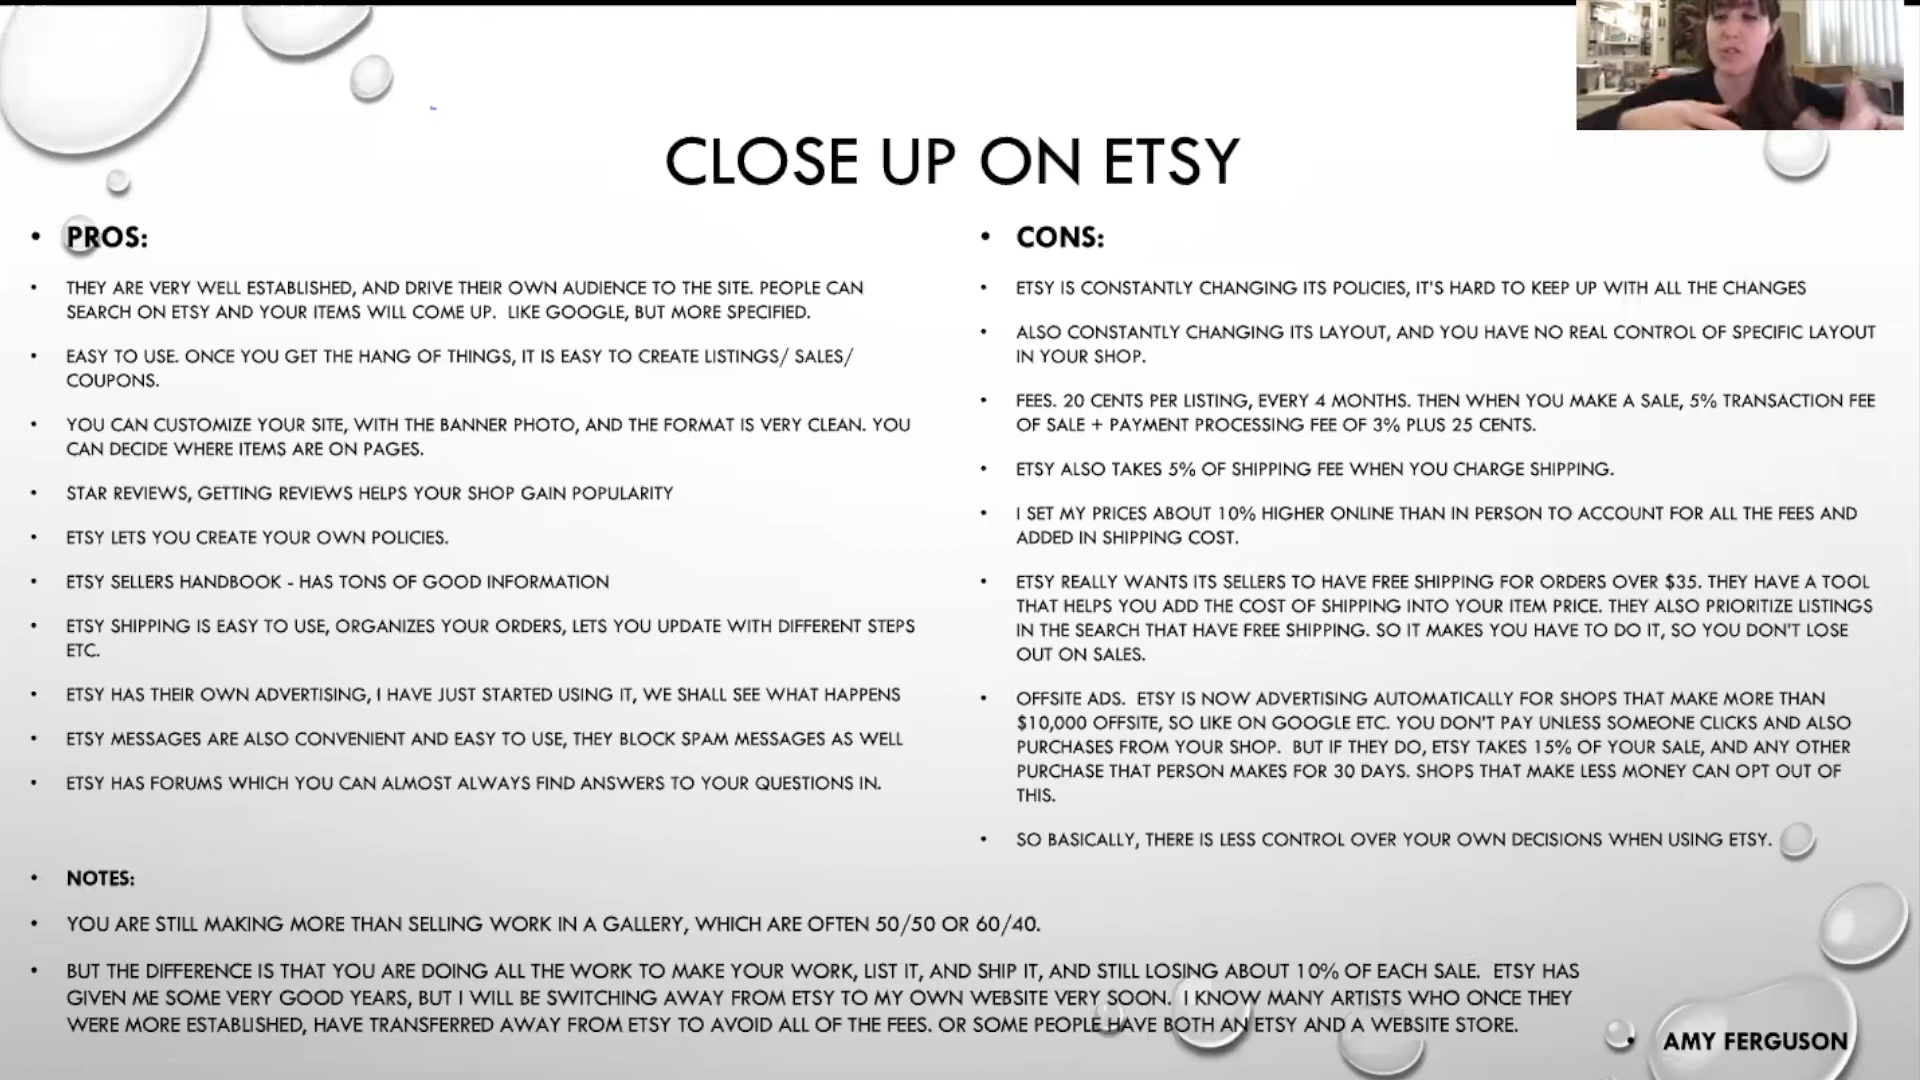 CLOSE UP ON ETSY
• PROS:
• THEY ARE VERY WELL ESTABLISHED, AND DRIVE THEIR OWN AUDIENCE TO THE SITE. PEOPLE CAN
SEARCH ON ETSY AND YOUR ITEMS WILL COME UP.  LIKE GOOGLE, BUT MORE SPECIFIED.
• EASY TO USE. ONCE YOU GET THE HANG OF THINGS, IT IS EASY TO CREATE LISTINGS/ SALES/
COUPONS.
• YOU CAN CUSTOMIZE YOUR SITE, WITH THE BANNER PHOTO, AND THE FORMAT IS VERY CLEAN. YOU
CAN DECIDE WHERE ITEMS ARE ON PAGES.
• STAR REVIEWS, GETTING REVIEWS HELPS YOUR SHOP GAIN POPULARITY
• ETSY LETS YOU CREATE YOUR OWN POLICIES.
• ETSY SELLERS HANDBOOK - HAS TONS OF GOOD INFORMATION
• ETSY SHIPPING IS EASY TO USE, ORGANIZES YOUR ORDERS, LETS YOU UPDATE WITH DIFFERENT STEPS
ETC.
• ETSY HAS THEIR OWN ADVERTISING, I HAVE JUST STARTED USING IT, WE SHALL SEE WHAT HAPPENS
• ETSY MESSAGES ARE ALSO CONVENIENT AND EASY TO USE, THEY BLOCK SPAM MESSAGES AS WELL
• ETSY HAS FORUMS WHICH YOU CAN ALMOST ALWAYS FIND ANSWERS TO YOUR QUESTIONS IN.
• CONS:
• ETSY IS CONSTANTLY CHANGING ITS POLICIES, IT'S HARD TO KEEP UP WITH ALL THE CHANGES
• ALSO CONSTANTLY CHANGING ITS LAYOUT, AND YOU HAVE NO REAL CONTROL OF SPECIFIC LAYOUT
IN YOUR SHOP.
• FEES. 20 CENTS PER LISTING, EVERY 4 MONTHS. THEN WHEN YOU MAKE A SALE, 5% TRANSACTION FEE
OF SALE + PAYMENT PROCESSING FEE OF 3% PLUS 25 CENTS.
• ETSY ALSO TAKES 5% OF SHIPPING FEE WHEN YOU CHARGE SHIPPING.
• I SET MY PRICES ABOUT 10% HIGHER ONLINE THAN IN PERSON TO ACCOUNT FOR ALL THE FEES AND
ADDED IN SHIPPING COST.
• ETSY REALLY WANTS ITS SELLERS TO HAVE FREE SHIPPING FOR ORDERS OVER $35. THEY HAVE A TOOL
THAT HELPS YOU ADD THE COST OF SHIPPING INTO YOUR ITEM PRICE. THEY ALSO PRIORITIZE LISTINGS
IN THE SEARCH THAT HAVE FREE SHIPPING. SO IT MAKES YOU HAVE TO DO IT, SO YOU DON'T LOSE
OUT ON SALES.
• OFFSITE ADS.  ETSY IS NOW ADVERTISING AUTOMATICALLY FOR SHOPS THAT MAKE MORE THAN
$10,000 OFFSITE, SO LIKE ON GOOGLE ETC. YOU DON'T PAY UNLESS SOMEONE CLICKS AND ALSO
PURCHASES FROM YOUR SHOP.  BUT IF THEY DO, ETSY TAKES 15% OF YOUR SALE, AND ANY OTHER
PURCHASE THAT PERSON MAKES FOR 30 DAYS. SHOPS THAT MAKE LESS MONEY CAN OPT OUT OF
THIS.
• SO BASICALLY, THERE IS LESS CONTROL OVER YOUR OWN DECISIONS WHEN USING ETSY.
• NOTES:
• YOU ARE STILL MAKING MORE THAN SELLING WORK IN A GALLERY, WHICH ARE OFTEN 50/50 OR 60/40.
• BUT THE DIFFERENCE IS THAT YOU ARE DOING ALL THE WORK TO MAKE YOUR WORK, LIST IT, AND SHIP IT, AND STILL LOSING ABOUT 10% OF EACH SALE.  ETSY HAS
GIVEN ME SOME VERY GOOD YEARS, BUT I WILL BE SWITCHING AWAY FROM ETSY TO MY OWN WEBSITE VERY SOON.  I KNOW MANY ARTISTS WHO ONCE THEY
WERE MORE ESTABLISHED, HAVE TRANSFERRED AWAY FROM ETSY TO AVOID ALL OF THE FEES. OR SOME PEOPLE HAVE BOTH AN ETSY AND A WEBSITE STORE.
• AMY FERGUSON